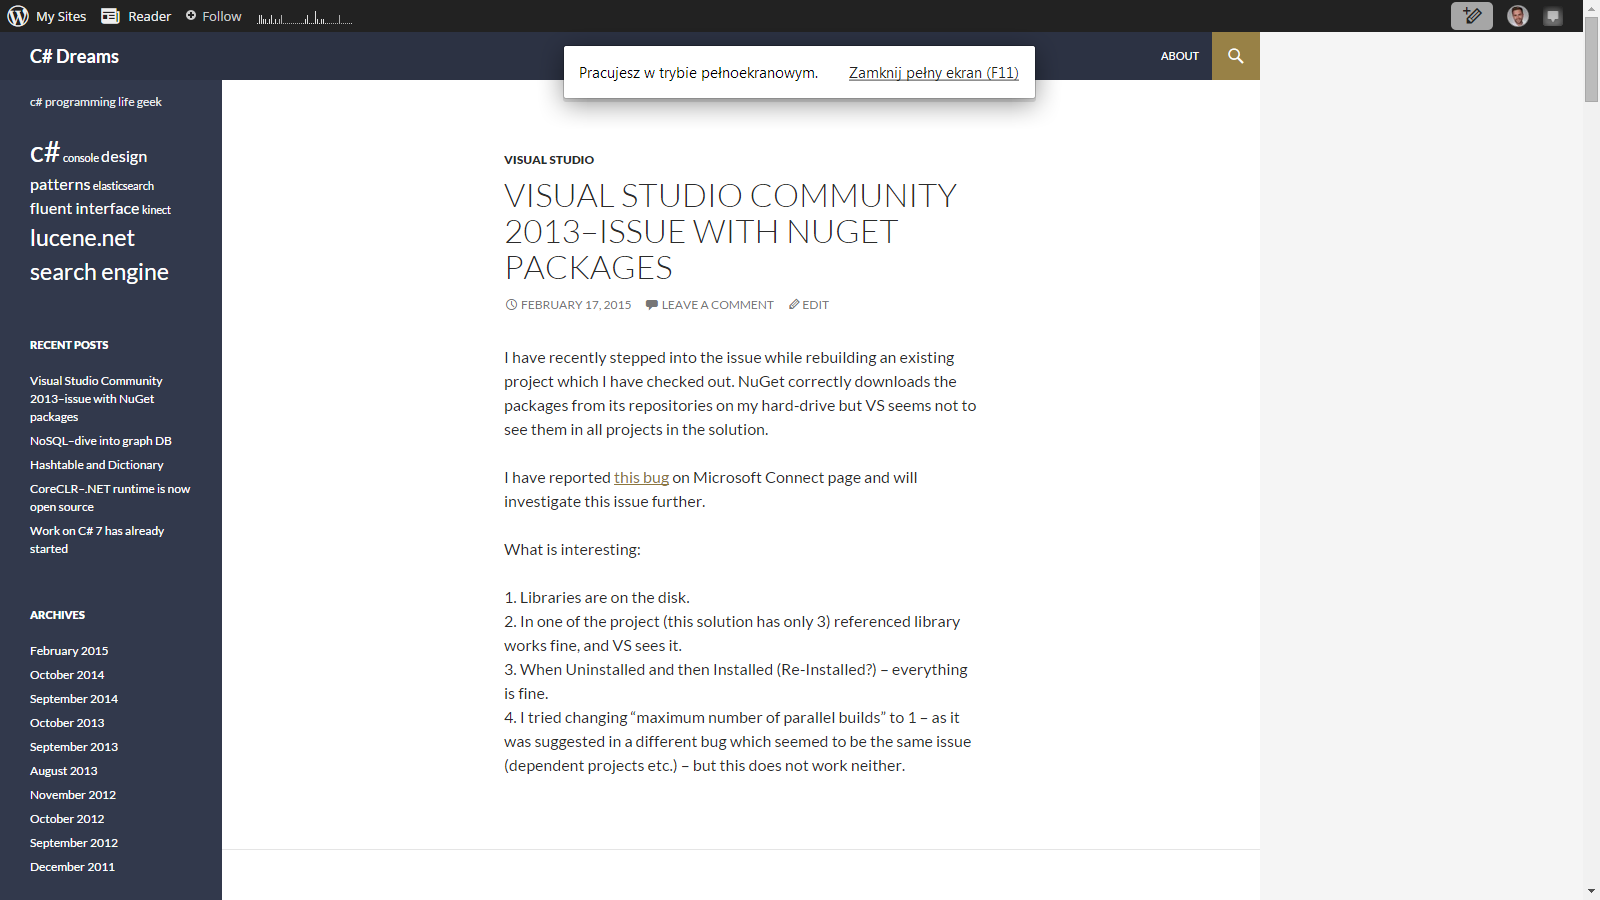 My Sites Reader Follow
C# Dreams
ABOUT
Pracujesz w trybie pełnoekranowym. Zamknij pełny ekran (F11)
c# programming life geek
c# console design
patterns elasticsearch
fluent interface kinect
lucene.net
search engine
RECENT POSTS
Visual Studio Community
2013–issue with NuGet
packages
NoSQL–dive into graph DB
Hashtable and Dictionary
CoreCLR–.NET runtime is now
open source
Work on C# 7 has already
started
ARCHIVES
February 2015
October 2014
September 2014
October 2013
September 2013
August 2013
November 2012
October 2012
September 2012
December 2011
VISUAL STUDIO
VISUAL STUDIO COMMUNITY
2013–ISSUE WITH NUGET
PACKAGES
FEBRUARY 17, 2015 LEAVE A COMMENT EDIT
I have recently stepped into the issue while rebuilding an existing
project which I have checked out. NuGet correctly downloads the
packages from its repositories on my hard-drive but VS seems not to
see them in all projects in the solution.
I have reported this bug on Microsoft Connect page and will
investigate this issue further.
What is interesting:
1. Libraries are on the disk.
2. In one of the project (this solution has only 3) referenced library
works fine, and VS sees it.
3. When Uninstalled and then Installed (Re-Installed?) – everything
is fine.
4. I tried changing “maximum number of parallel builds” to 1 – as it
was suggested in a different bug which seemed to be the same issue
(dependent projects etc.) – but this does not work neither.